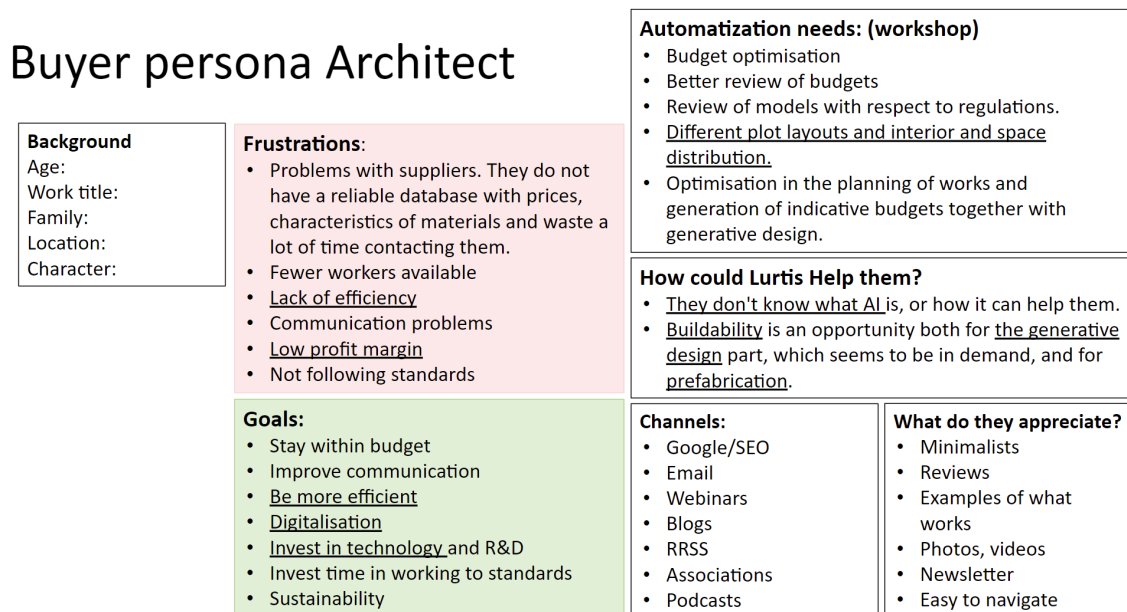 Buyer persona Architect
Background
Age:
Work title:
Family:
Location:
Character:
Frustrations:
• Problems with suppliers. They do not
have a reliable database with prices,
characteristics of materials and waste a
lot of time contacting them.
• Fewer workers available
• Lack of efficiency
• Communication problems
• Low profit margin
• Not following standards
Goals:
• Stay within budget
• Improve communication
• Be more efficient
• Digitalisation
• Invest in technology and R&D
• Invest time in working to standards
• Sustainability
Automatization needs: (workshop)
• Budget optimisation
• Better review of budgets
• Review of models with respect to regulations.
• Different plot layouts and interior and space
distribution.
• Optimisation in the planning of works and
generation of indicative budgets together with
generative design.
How could Lurtis Help them?
• They don't know what AI is, or how it can help them.
• Buildability is an opportunity both for the generative
design part, which seems to be in demand, and for
prefabrication.
Channels:
• Google/SEO
• Email
• Webinars
• Blogs
• RRSS
• Associations
• Podcasts
What do they appreciate?
• Minimalists
• Reviews
• Examples of what
works
• Photos, videos
• Newsletter
• Easy to navigate